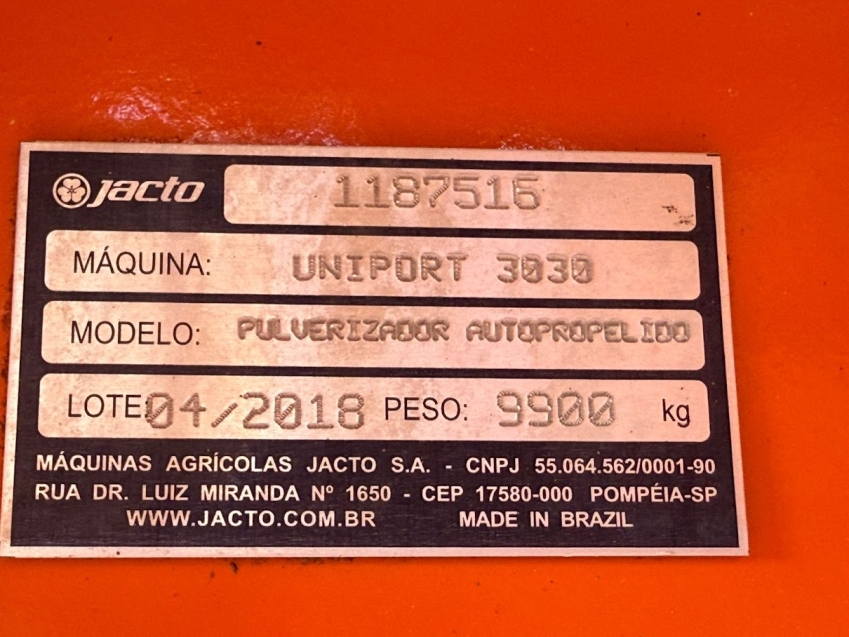 jacto 1187516
MÁQUINA: UNIPORT 3030
MODELO: PULVERIZADOR AUTOPROPELIDO
LOTE: 04/2018 PESO: 9900 kg
MÁQUINAS AGRÍCOLAS JACTO S.A. - CNPJ 55.064.562/0001-90
RUA DR. LUIZ MIRANDA Nº 1650 - CEP 17580-000 POMPÉIA-SP
WWW.JACTO.COM.BR MADE IN BRAZIL